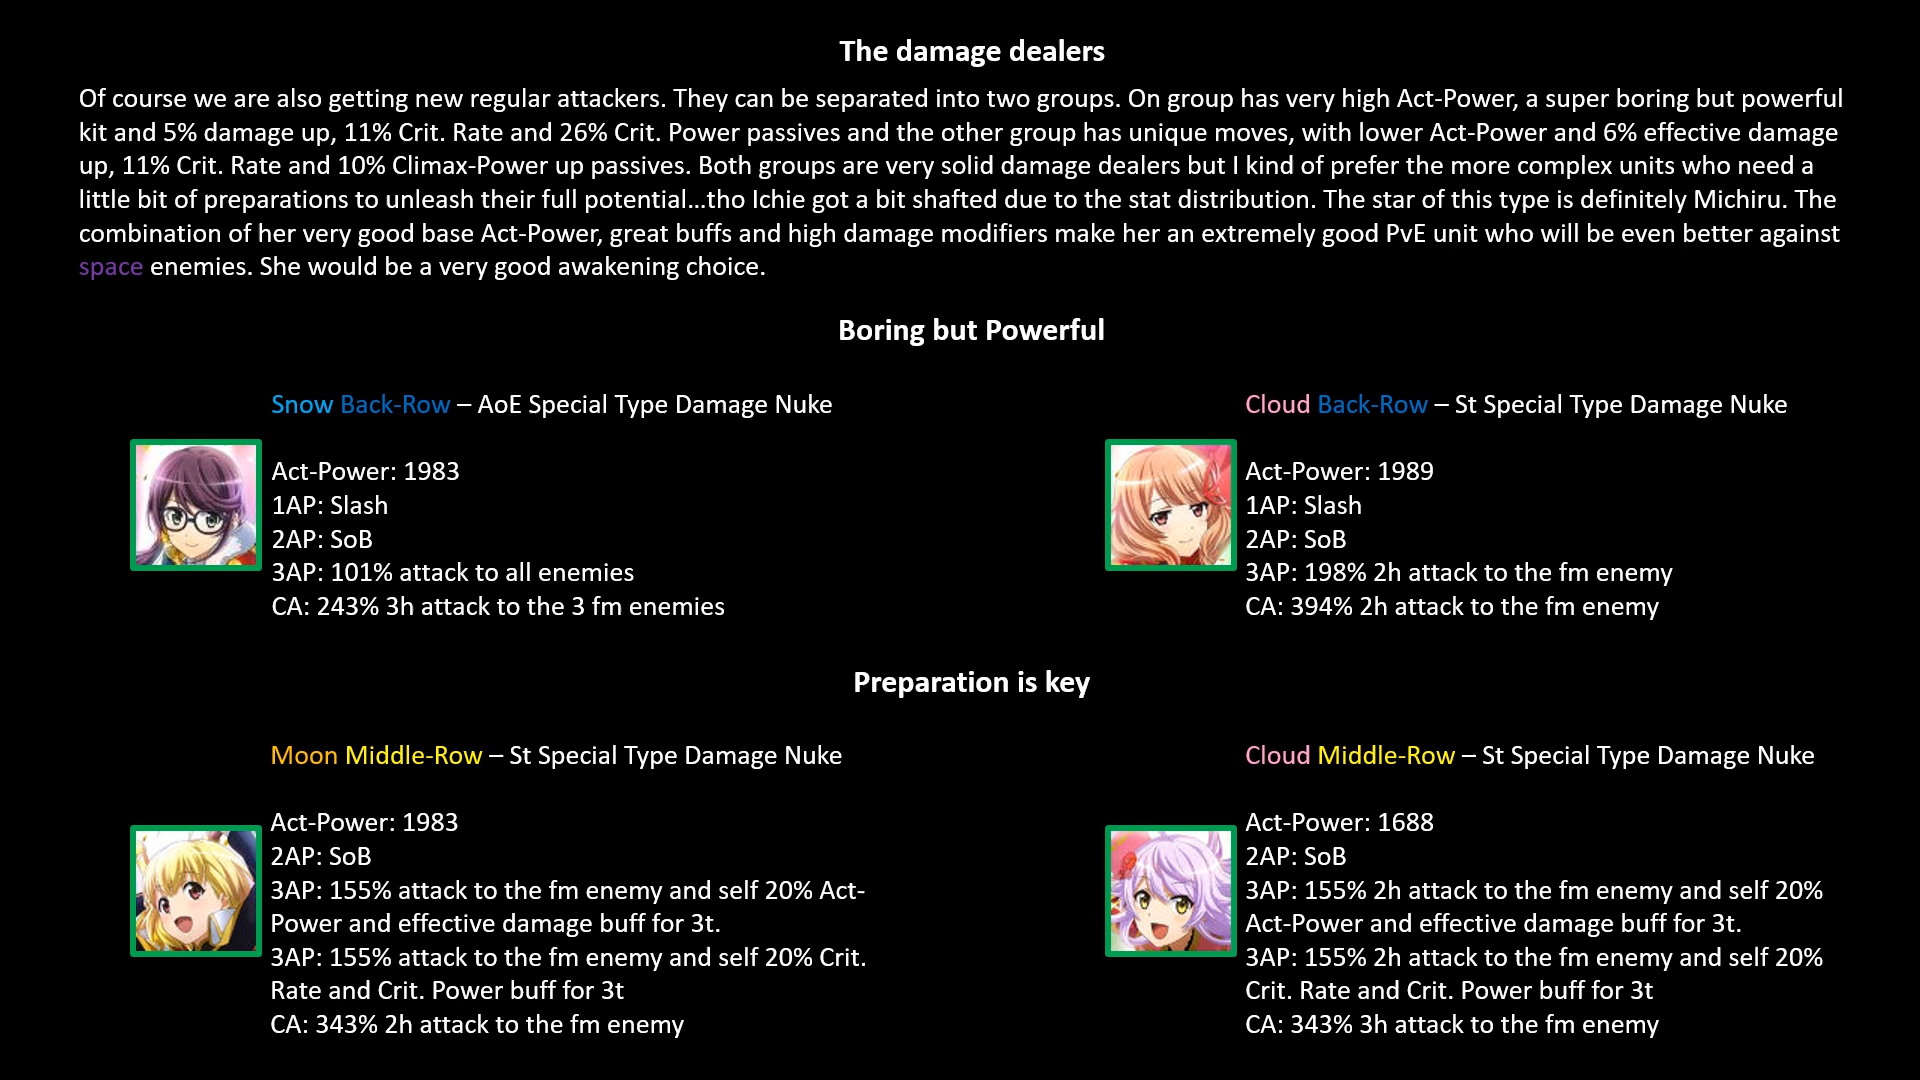 The damage dealers
Of course we are also getting new regular attackers. They can be separated into two groups. On group has very high Act-Power, a super boring but powerful
kit and 5% damage up, 11% Crit. Rate and 26% Crit. Power passives and the other group has unique moves, with lower Act-Power and 6% effective damage
up, 11% Crit. Rate and 10% Climax-Power up passives. Both groups are very solid damage dealers but I kind of prefer the more complex units who need a
little bit of preparations to unleash their full potential…tho Ichie got a bit shafted due to the stat distribution. The star of this type is definitely Michiru. The
combination of her very good base Act-Power, great buffs and high damage modifiers make her an extremely good PvE unit who will be even better against
space enemies. She would be a very good awakening choice.
Boring but Powerful
Snow Back-Row – AoE Special Type Damage Nuke
Act-Power: 1983
1AP: Slash
2AP: SoB
3AP: 101% attack to all enemies
CA: 243% 3h attack to the 3 fm enemies
Cloud Back-Row – St Special Type Damage Nuke
Act-Power: 1989
1AP: Slash
2AP: SoB
3AP: 198% 2h attack to the fm enemy
CA: 394% 2h attack to the fm enemy
Preparation is key
Moon Middle-Row – St Special Type Damage Nuke
Act-Power: 1983
2AP: SoB
3AP: 155% attack to the fm enemy and self 20% Act-
Power and effective damage buff for 3t.
3AP: 155% attack to the fm enemy and self 20% Crit.
Rate and Crit. Power buff for 3t
CA: 343% 2h attack to the fm enemy
Cloud Middle-Row – St Special Type Damage Nuke
Act-Power: 1688
2AP: SoB
3AP: 155% 2h attack to the fm enemy and self 20%
Act-Power and effective damage buff for 3t.
3AP: 155% 2h attack to the fm enemy and self 20%
Crit. Rate and Crit. Power buff for 3t
CA: 343% 3h attack to the fm enemy